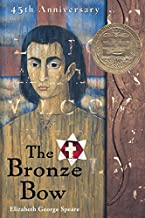 45th Anniversary
The
Bronze
Bow
Elizabeth George Speare